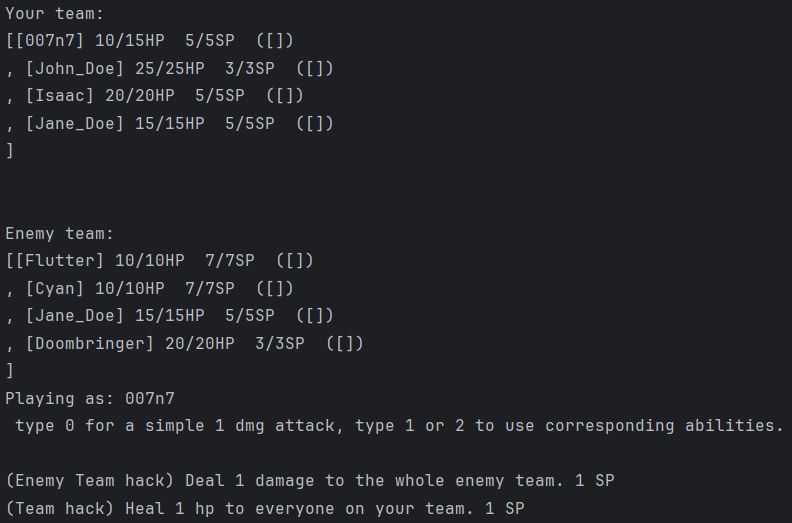 Your team:
[[007n7] 10/15HP  5/5SP  ([])
, [John_Doe] 25/25HP  3/3SP  ([])
, [Isaac] 20/20HP  5/5SP  ([])
, [Jane_Doe] 15/15HP  5/5SP  ([])
]
Enemy team:
[[Flutter] 10/10HP  7/7SP  ([])
, [Cyan] 10/10HP  7/7SP  ([])
, [Jane_Doe] 15/15HP  5/5SP  ([])
, [Doombringer] 20/20HP  3/3SP  ([])
]
Playing as: 007n7
 type 0 for a simple 1 dmg attack, type 1 or 2 to use corresponding abilities.
(Enemy Team hack) Deal 1 damage to the whole enemy team. 1 SP
(Team hack) Heal 1 hp to everyone on your team. 1 SP